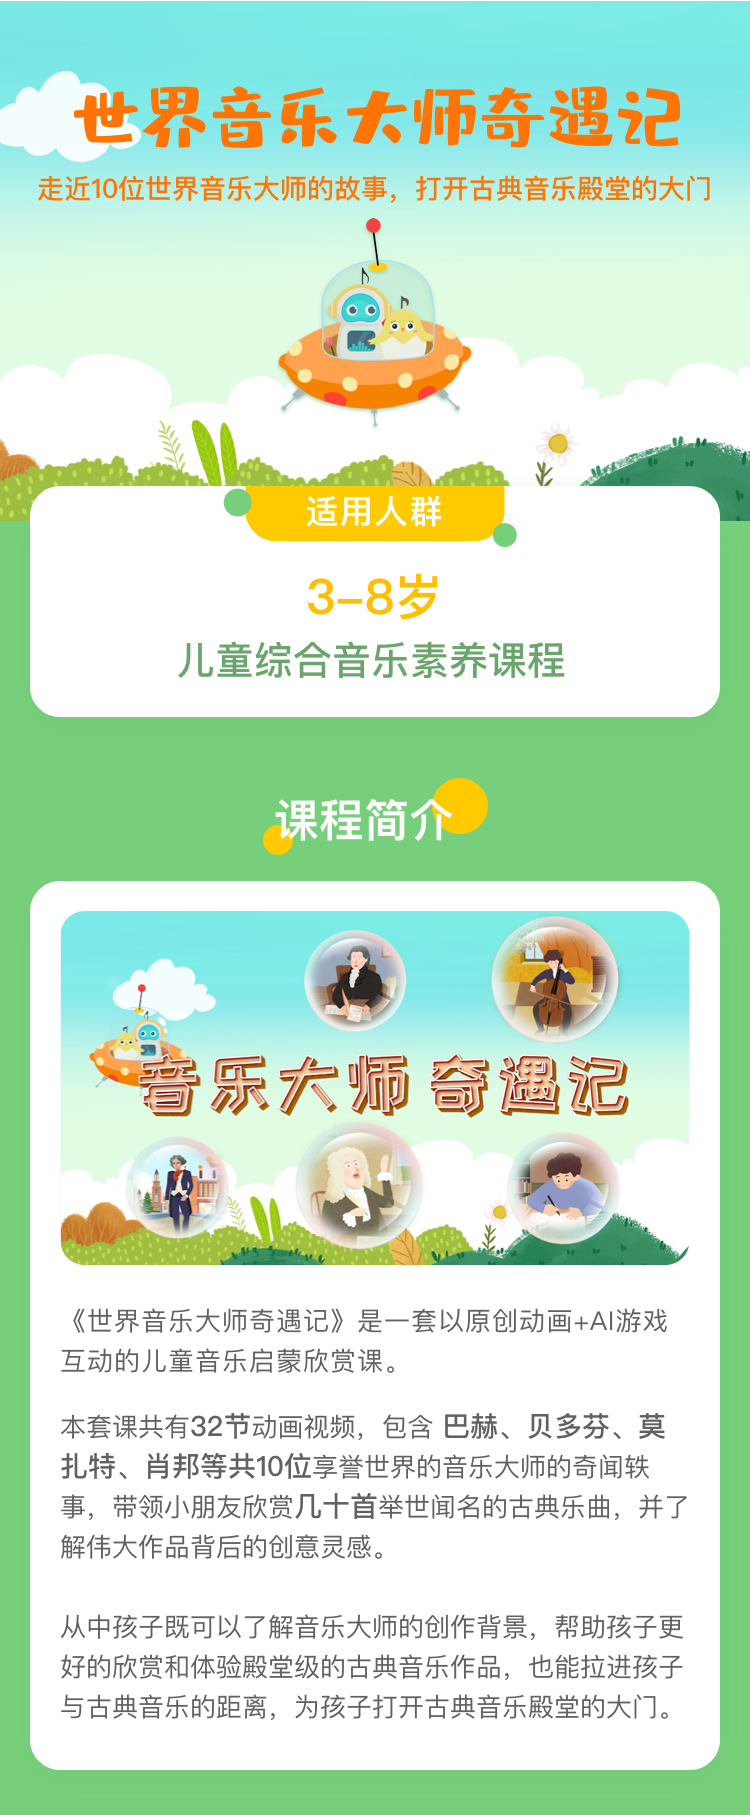 世界音乐大师奇遇记
走近10位世界音乐大师的故事，打开古典音乐殿堂的大门
适用人群
3-8岁
儿童综合音乐素养课程
课程简介
音乐大师 奇遇记
《世界音乐大师奇遇记》是一套以原创动画+AI游戏
互动的儿童音乐启蒙欣赏课。
本套课共有32节动画视频，包含 巴赫、贝多芬、莫
扎特、肖邦等共10位享誉世界的音乐大师的奇闻轶
事，带领小朋友欣赏几十首举世闻名的古典乐曲，并了
解伟大作品背后的创意灵感。
从中孩子既可以了解音乐大师的创作背景，帮助孩子更
好的欣赏和体验殿堂级的古典音乐作品，也能拉进孩子
与古典音乐的距离，为孩子打开古典音乐殿堂的大门。